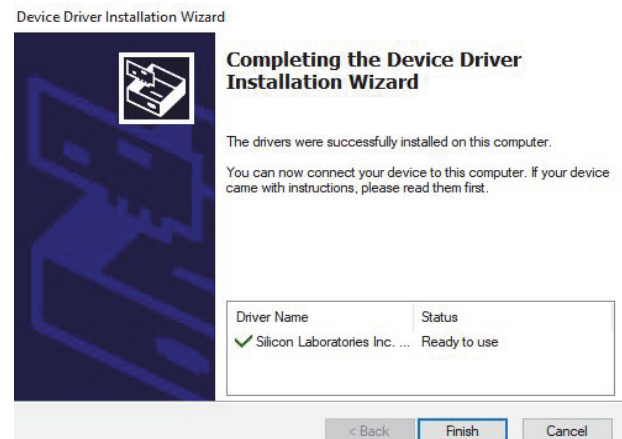 Device Driver Installation Wizard
Completing the Device Driver
Installation Wizard
The drivers were successfully installed on this computer.
You can now connect your device to this computer. If your device
came with instructions, please read them first.
Driver Name Status
Silicon Laboratories Inc. ... Ready to use
< Back Finish Cancel